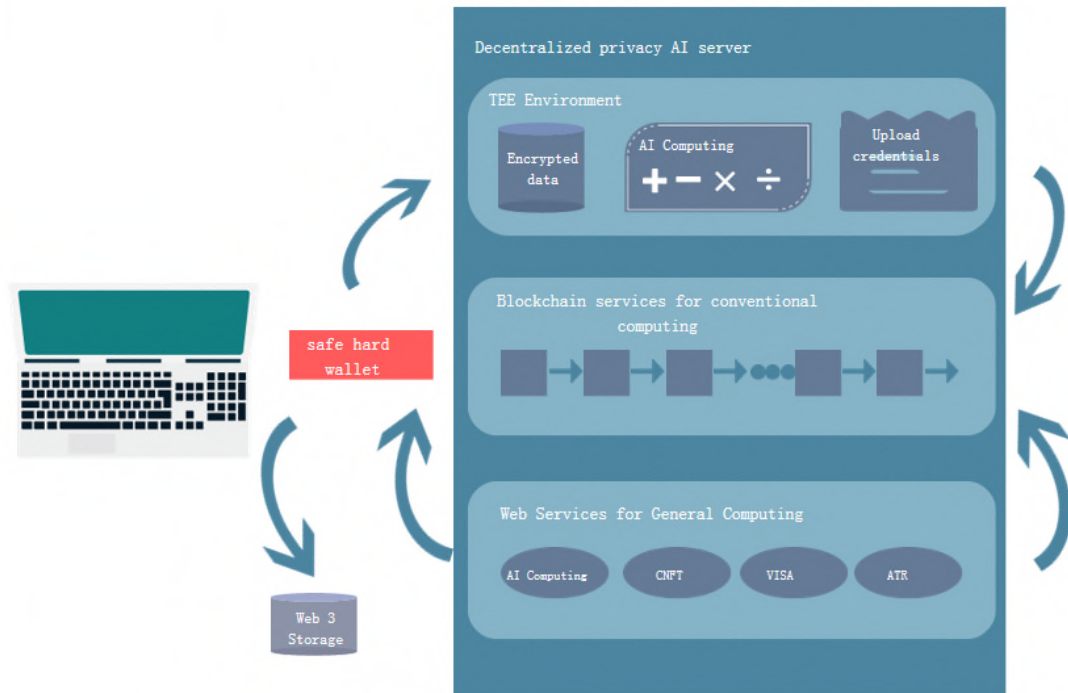 Decentralized privacy AI server
TEE Environment
Encrypted
data
AI Computing
Upload
credentials
Blockchain services for conventional
computing
safe hard
wallet
Web Services for General Computing
AI Computing
CNFT
VISA
ATR
Web 3
Storage